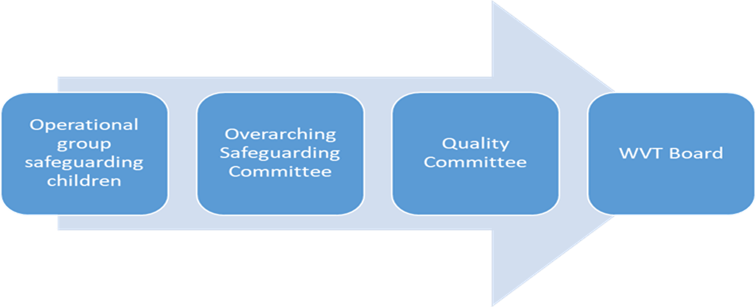 Operational
group
safeguarding
children
Overarching
Safeguarding
Committee
Quality
Committee
WVT Board